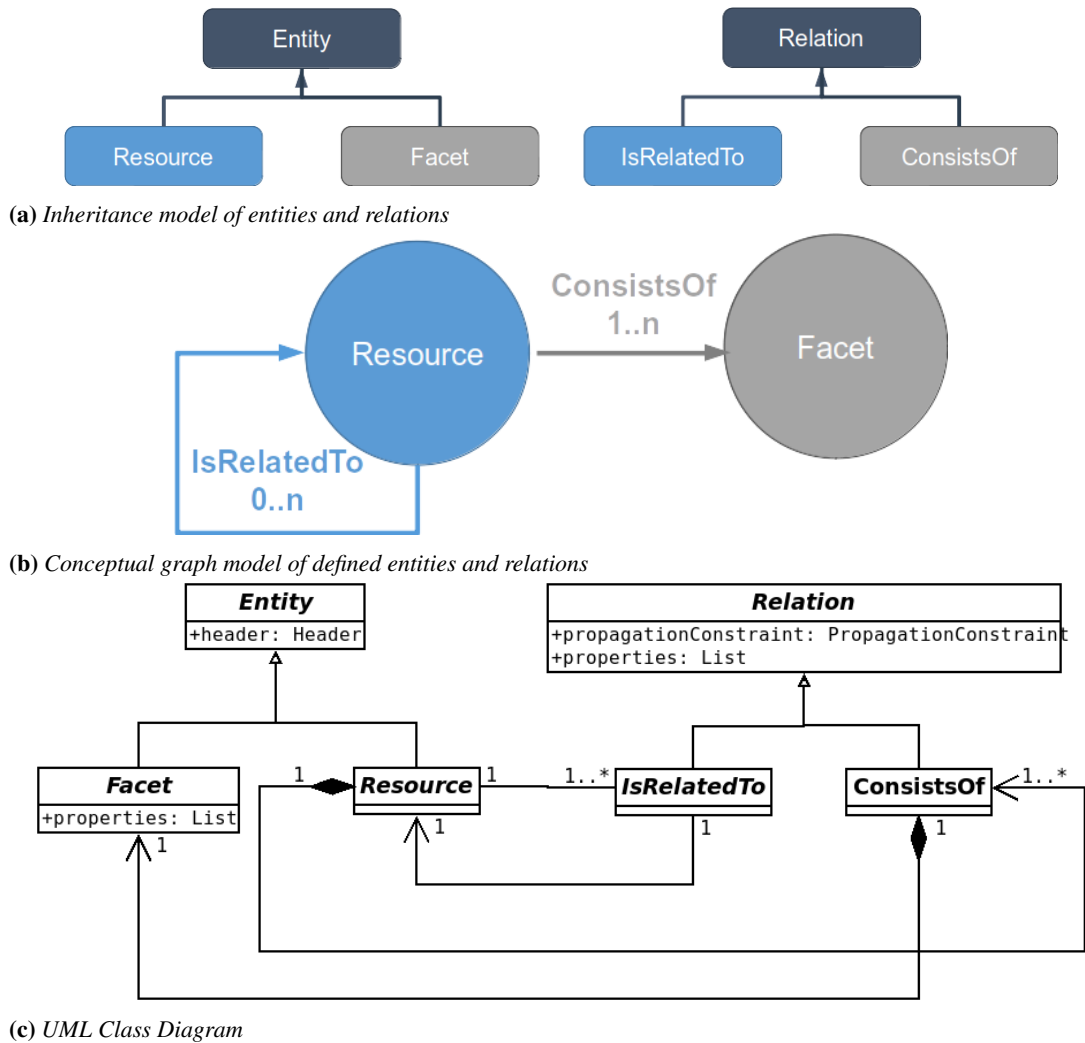 Entity
Relation
Resource
Facet
IsRelatedTo
ConsistsOf
(a) Inheritance model of entities and relations
ConsistsOf
1..n
Resource
Facet
IsRelatedTo
0..n
(b) Conceptual graph model of defined entities and relations
Entity
+header: Header
Relation
+propagationConstraint: PropagationConstraint
+properties: List
Facet
+properties: List
1
Resource
1
1..*
IsRelatedTo
ConsistsOf
1..*
1
1
1
1
(c) UML Class Diagram